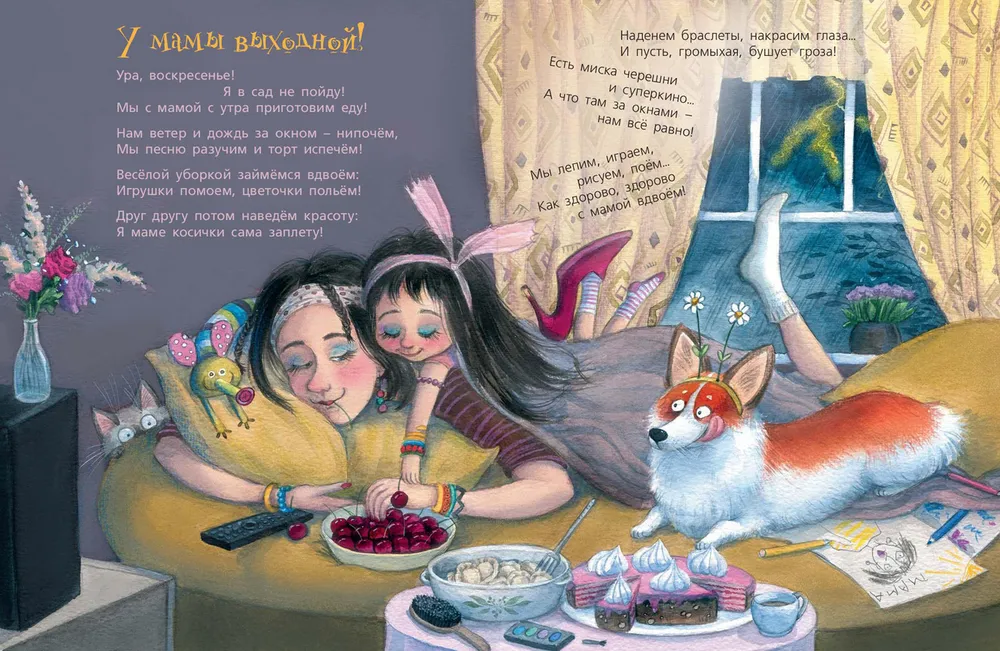 У мамы выходной!
Ура, воскресенье!
Я в сад не пойду!
Мы с мамой с утра приготовим еду!
Нам ветер и дождь за окном – нипочём,
Мы песню разучим и торт испечём!
Весёлой уборкой займёмся вдвоём:
Игрушки помоем, цветочки польём!
Друг другу потом наведём красоту:
Я маме косички сама заплету!
Наденем браслеты, накрасим глаза...
И пусть, громыхая, бушует гроза!
Есть миска черешни
и суперкино...
А что там за окнами –
нам всё равно!
Мы лепим, играем,
рисуем, поём...
Как здорово, здорово
с мамой вдвоём!
МАМА